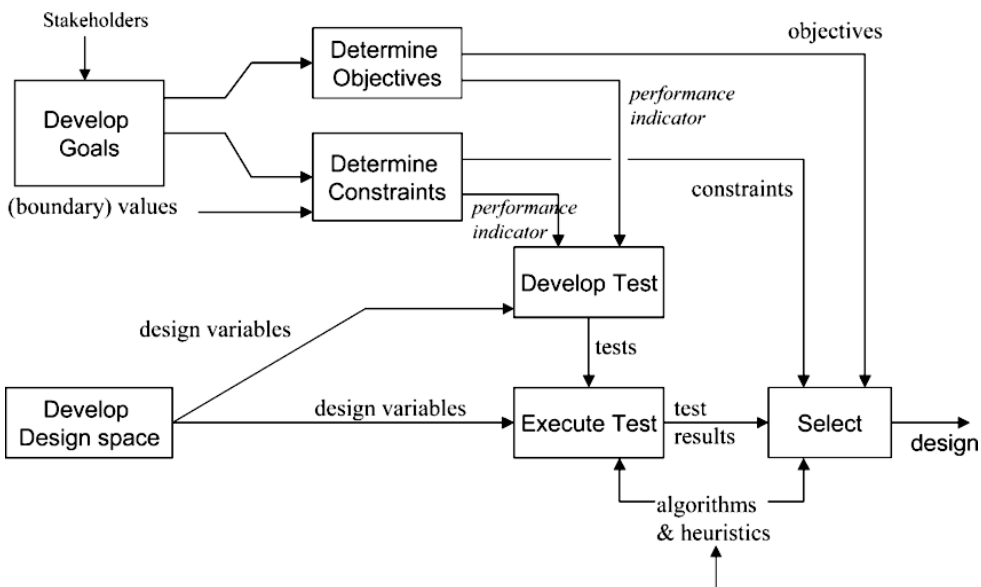 Stakeholders
Determine
Objectives
objectives
Develop
Goals
performance
indicator
Determine
Constraints
constraints
(boundary) values
performance
indicator
Develop Test
design variables
tests
Develop
Design space
design variables
Execute Test
test
results
Select
design
algorithms
& heuristics